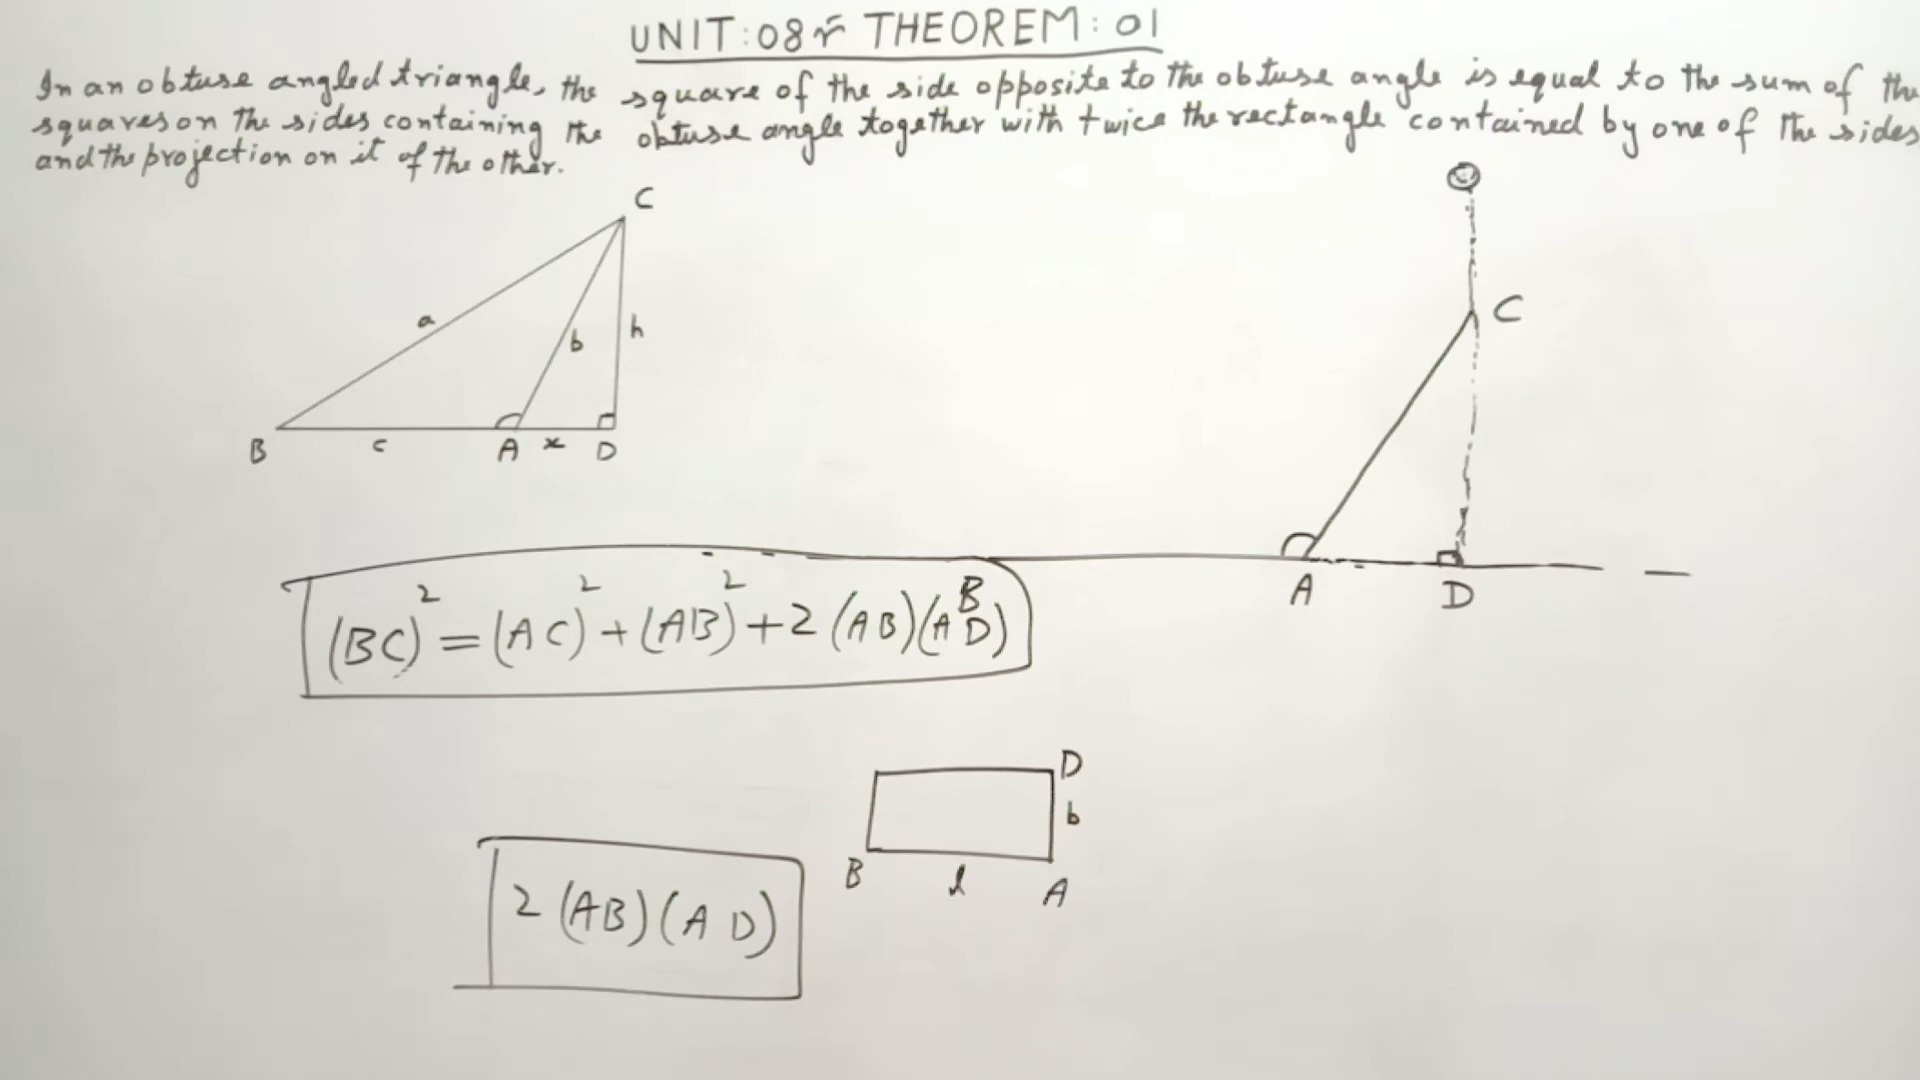 UNIT:08 THEOREM:01
In an obtuse angled triangle, the square of the side opposite to the obtuse angle is equal to the sum of the
squares on the sides containing the obtuse angle together with twice the rectangle contained by one of the sides
and the projection on it of the other.
C
a
b
h
B
c
A
x
D
C
A
D
(BC)² = (AC)² + (AB)² + 2(AB)(AD)
B
D
b
B
l
A
2(AB)(AD)